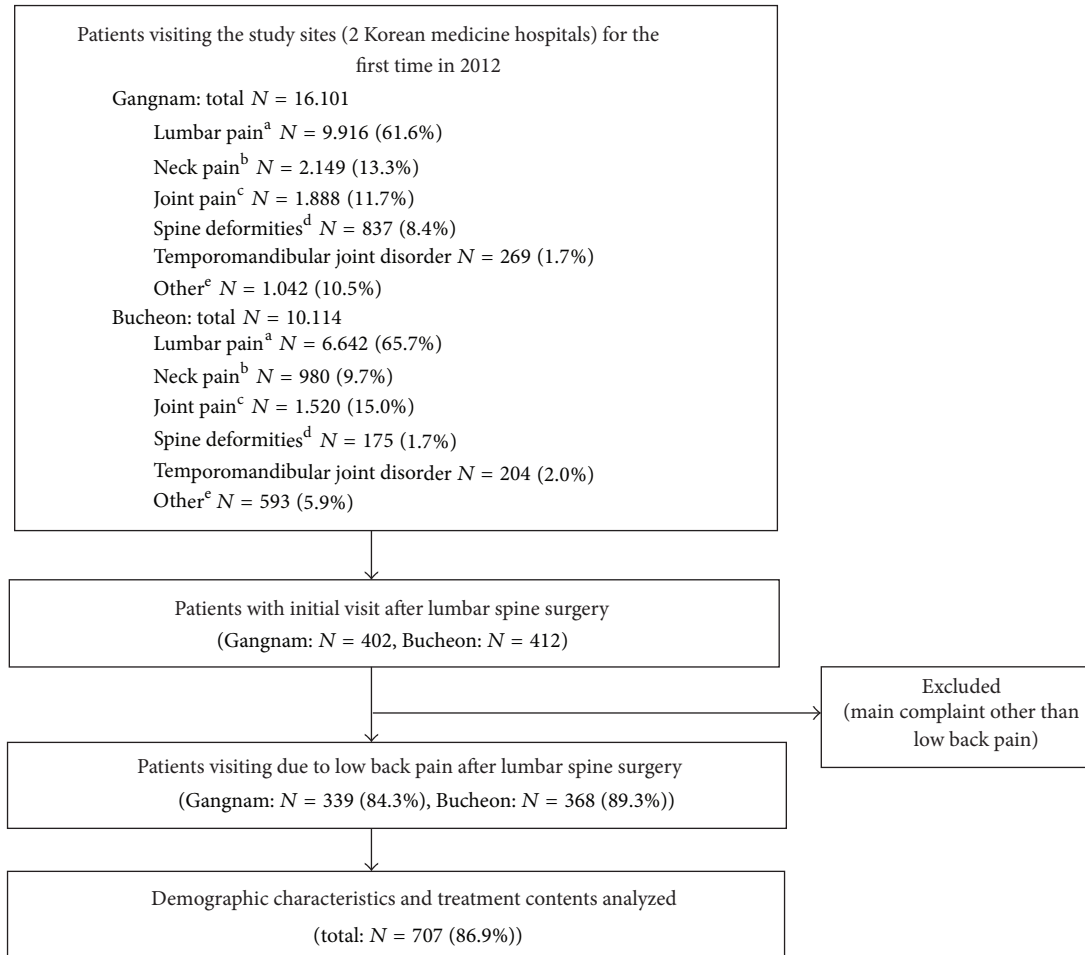 Patients visiting the study sites (2 Korean medicine hospitals) for the
first time in 2012
Gangnam: total N = 16.101
Lumbar pain^a N = 9.916 (61.6%)
Neck pain^b N = 2.149 (13.3%)
Joint pain^c N = 1.888 (11.7%)
Spine deformities^d N = 837 (8.4%)
Temporomandibular joint disorder N = 269 (1.7%)
Other^e N = 1.042 (10.5%)
Bucheon: total N = 10.114
Lumbar pain^a N = 6.642 (65.7%)
Neck pain^b N = 980 (9.7%)
Joint pain^c N = 1.520 (15.0%)
Spine deformities^d N = 175 (1.7%)
Temporomandibular joint disorder N = 204 (2.0%)
Other^e N = 593 (5.9%)
Patients with initial visit after lumbar spine surgery
(Gangnam: N = 402, Bucheon: N = 412)
Excluded
(main complaint other than
low back pain)
Patients visiting due to low back pain after lumbar spine surgery
(Gangnam: N = 339 (84.3%), Bucheon: N = 368 (89.3%))
Demographic characteristics and treatment contents analyzed
(total: N = 707 (86.9%))